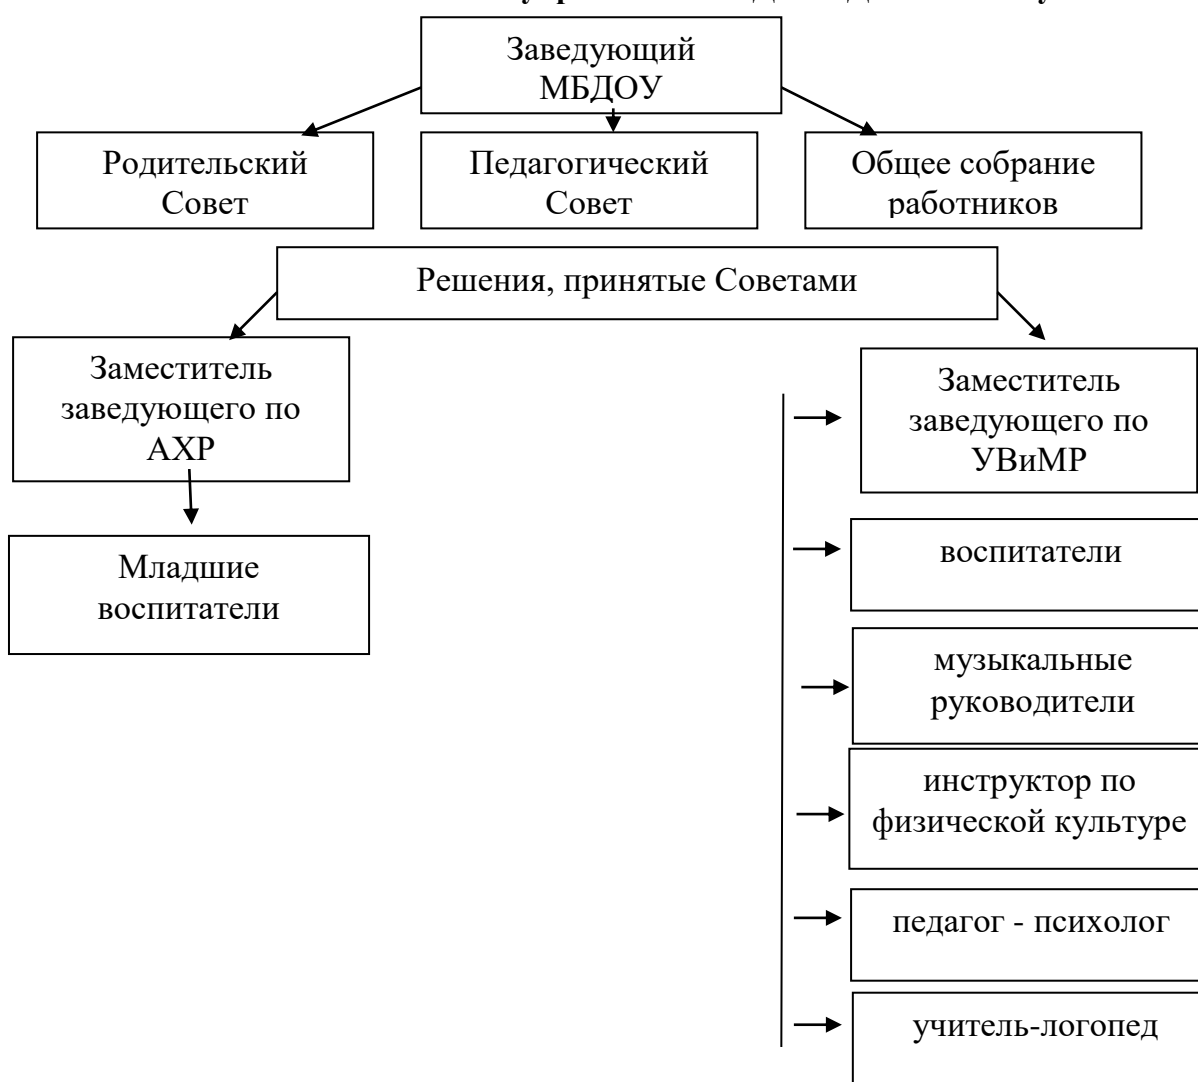 Заведующий
МБДОУ
Родительский
Совет
Педагогический
Совет
Общее собрание
работников
Решения, принятые Советами
Заместитель
заведующего по
АХР
Заместитель
заведующего по
УВиМР
Младшие
воспитатели
воспитатели
музыкальные
руководители
инструктор по
физической культуре
педагог - психолог
учитель-логопед